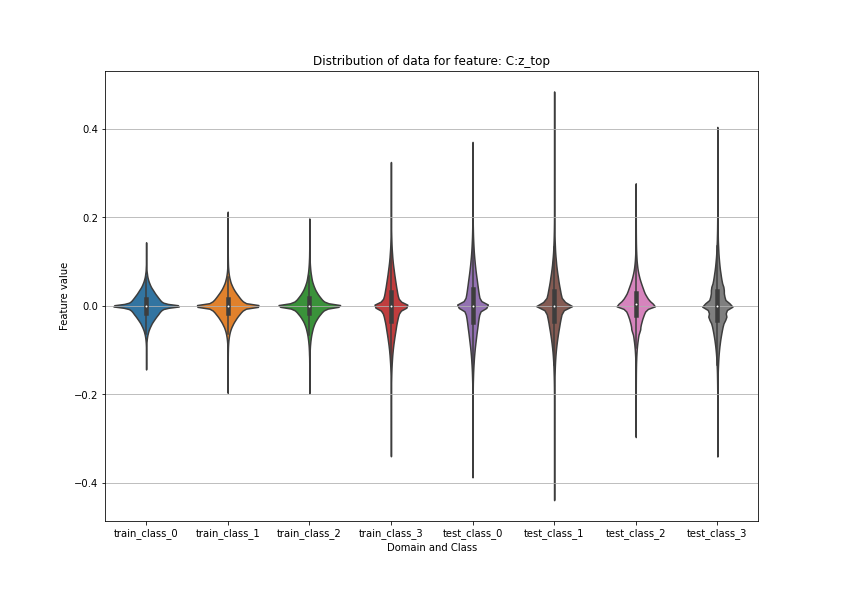 Distribution of data for feature: C:z_top
Feature value
0.4
0.2
0.0
−0.2
−0.4
train_class_0 train_class_1 train_class_2 train_class_3 test_class_0 test_class_1 test_class_2 test_class_3
Domain and Class